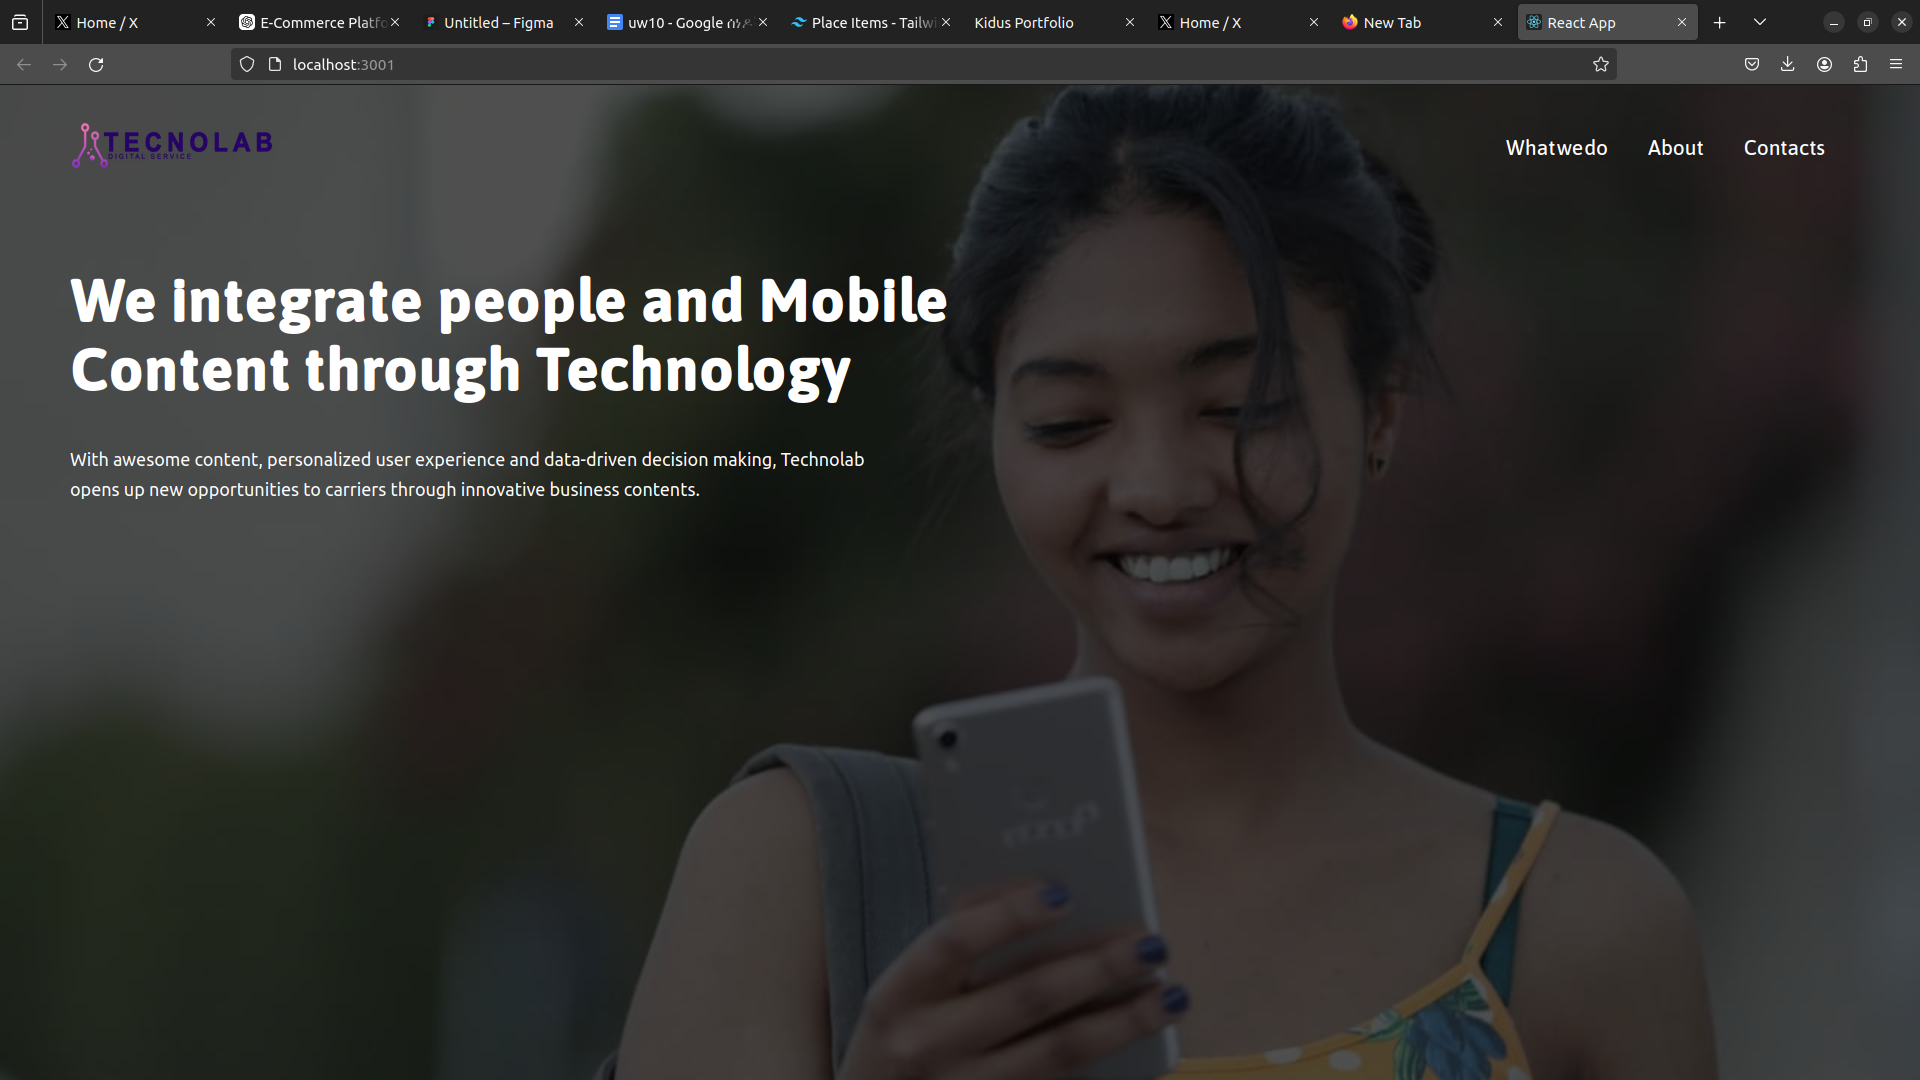 Home / X
E-Commerce Platfo
Untitled – Figma
uw10 - Google
Place Items - Tailwi
Kidus Portfolio
Home / X
New Tab
React App
localhost:3001
TECNOLAB
DIGITAL SERVICE
Whatwedo
About
Contacts
We integrate people and Mobile
Content through Technology
With awesome content, personalized user experience and data-driven decision making, Technolab
opens up new opportunities to carriers through innovative business contents.